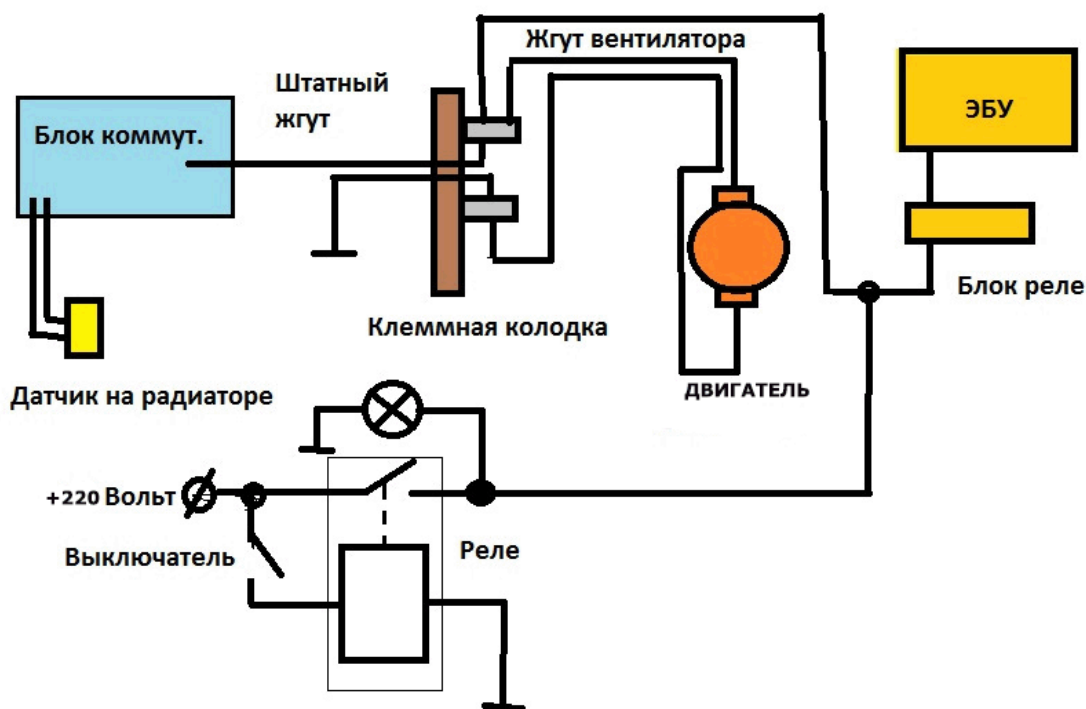 Жгут вентилятора
Штатный
жгут
Блок коммут.
ЭБУ
Блок реле
Клеммная колодка
Датчик на радиаторе
ДВИГАТЕЛЬ
+220 Вольт
Выключатель
Реле